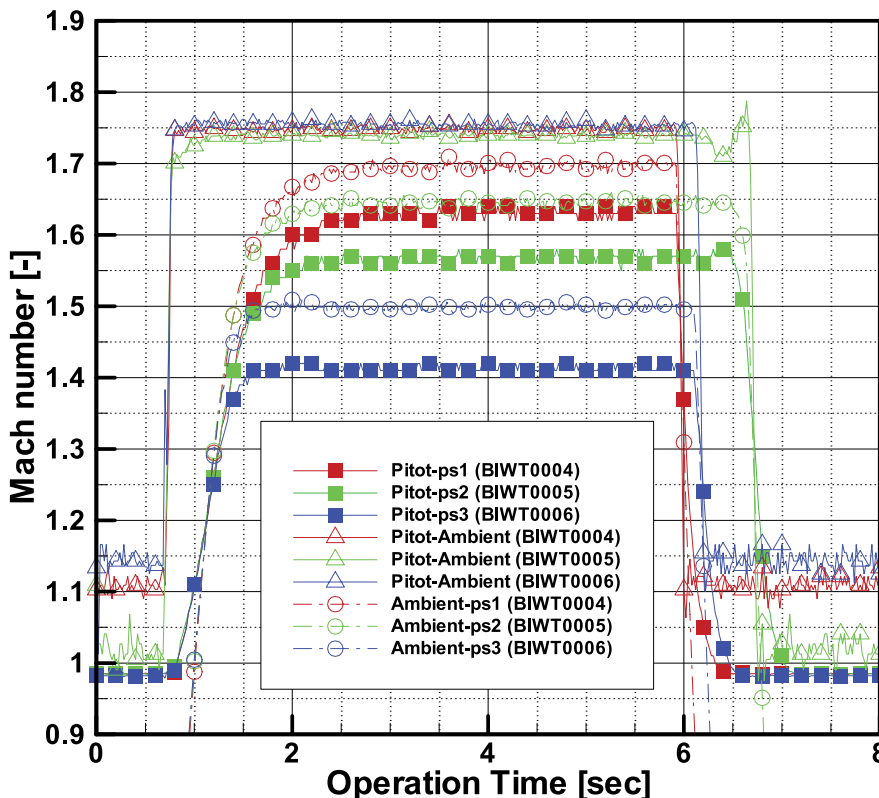 1.9
1.8
1.7
1.6
1.5
1.4
1.3
1.2
1.1
1
0.9
Mach number [-]
Pitot-ps1 (BIWT0004)
Pitot-ps2 (BIWT0005)
Pitot-ps3 (BIWT0006)
Pitot-Ambient (BIWT0004)
Pitot-Ambient (BIWT0005)
Pitot-Ambient (BIWT0006)
Ambient-ps1 (BIWT0004)
Ambient-ps2 (BIWT0005)
Ambient-ps3 (BIWT0006)
0 2 4 6 8
Operation Time [sec]